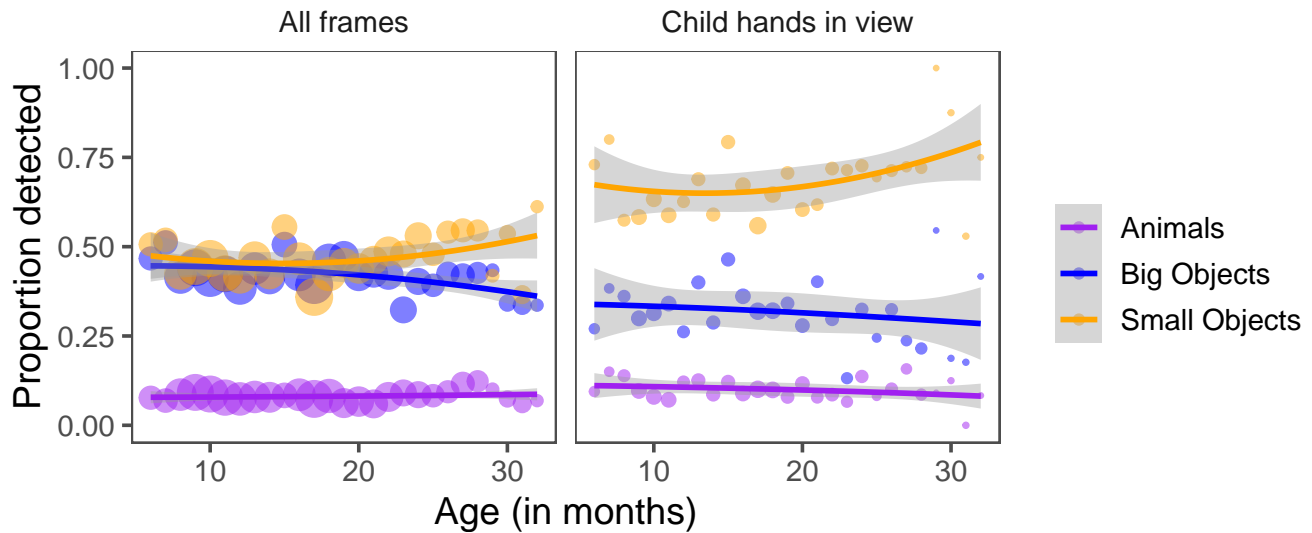 All frames
Child hands in view
Proportion detected
1.00
0.75
0.50
0.25
0.00
10
20
30
10
20
30
Age (in months)
Animals
Big Objects
Small Objects